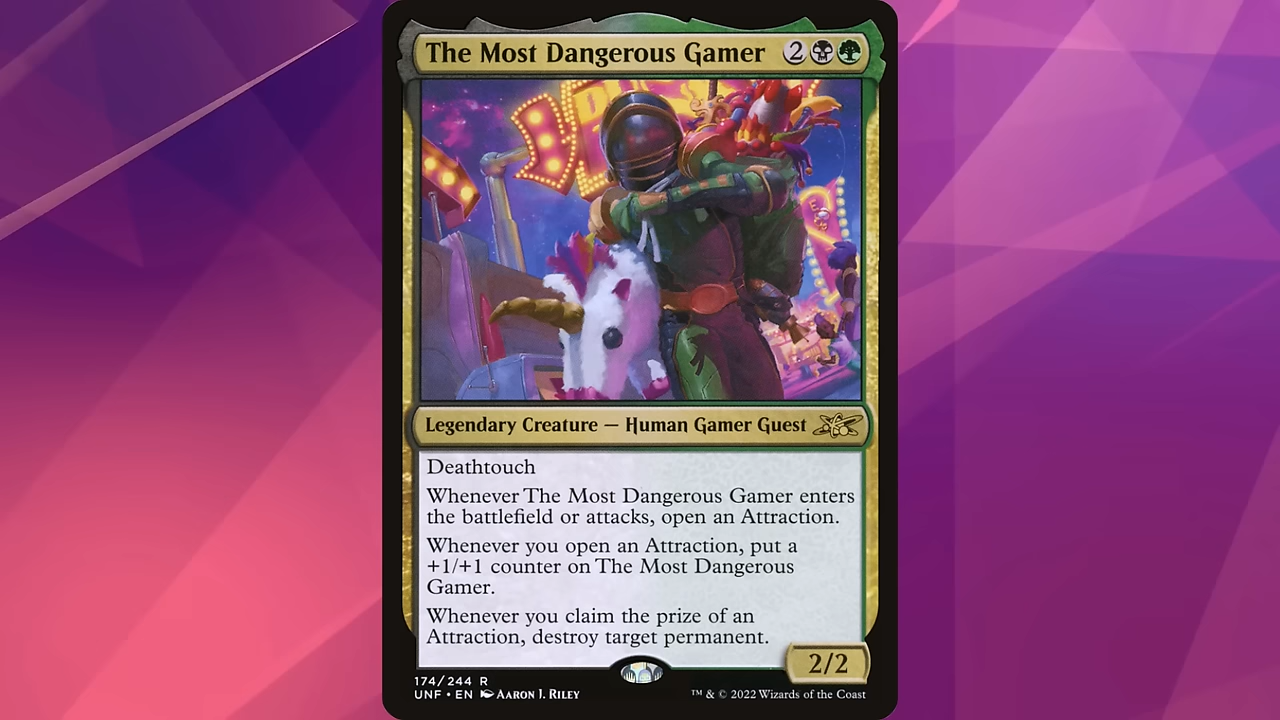 The Most Dangerous Gamer 2
Legendary Creature — Human Gamer Guest
Deathtouch
Whenever The Most Dangerous Gamer enters
the battlefield or attacks, open an Attraction.
Whenever you open an Attraction, put a
+1/+1 counter on The Most Dangerous
Gamer.
Whenever you claim the prize of an
Attraction, destroy target permanent.
2/2
174/244 R
UNF • EN Aaron J. Riley
™ & © 2022 Wizards of the Coast